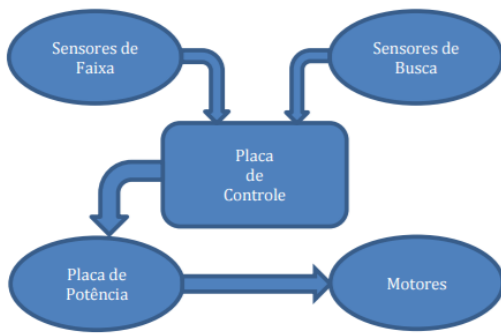 Sensores de
Faixa
Sensores de
Busca
Placa
de
Controle
Placa de
Potência
Motores